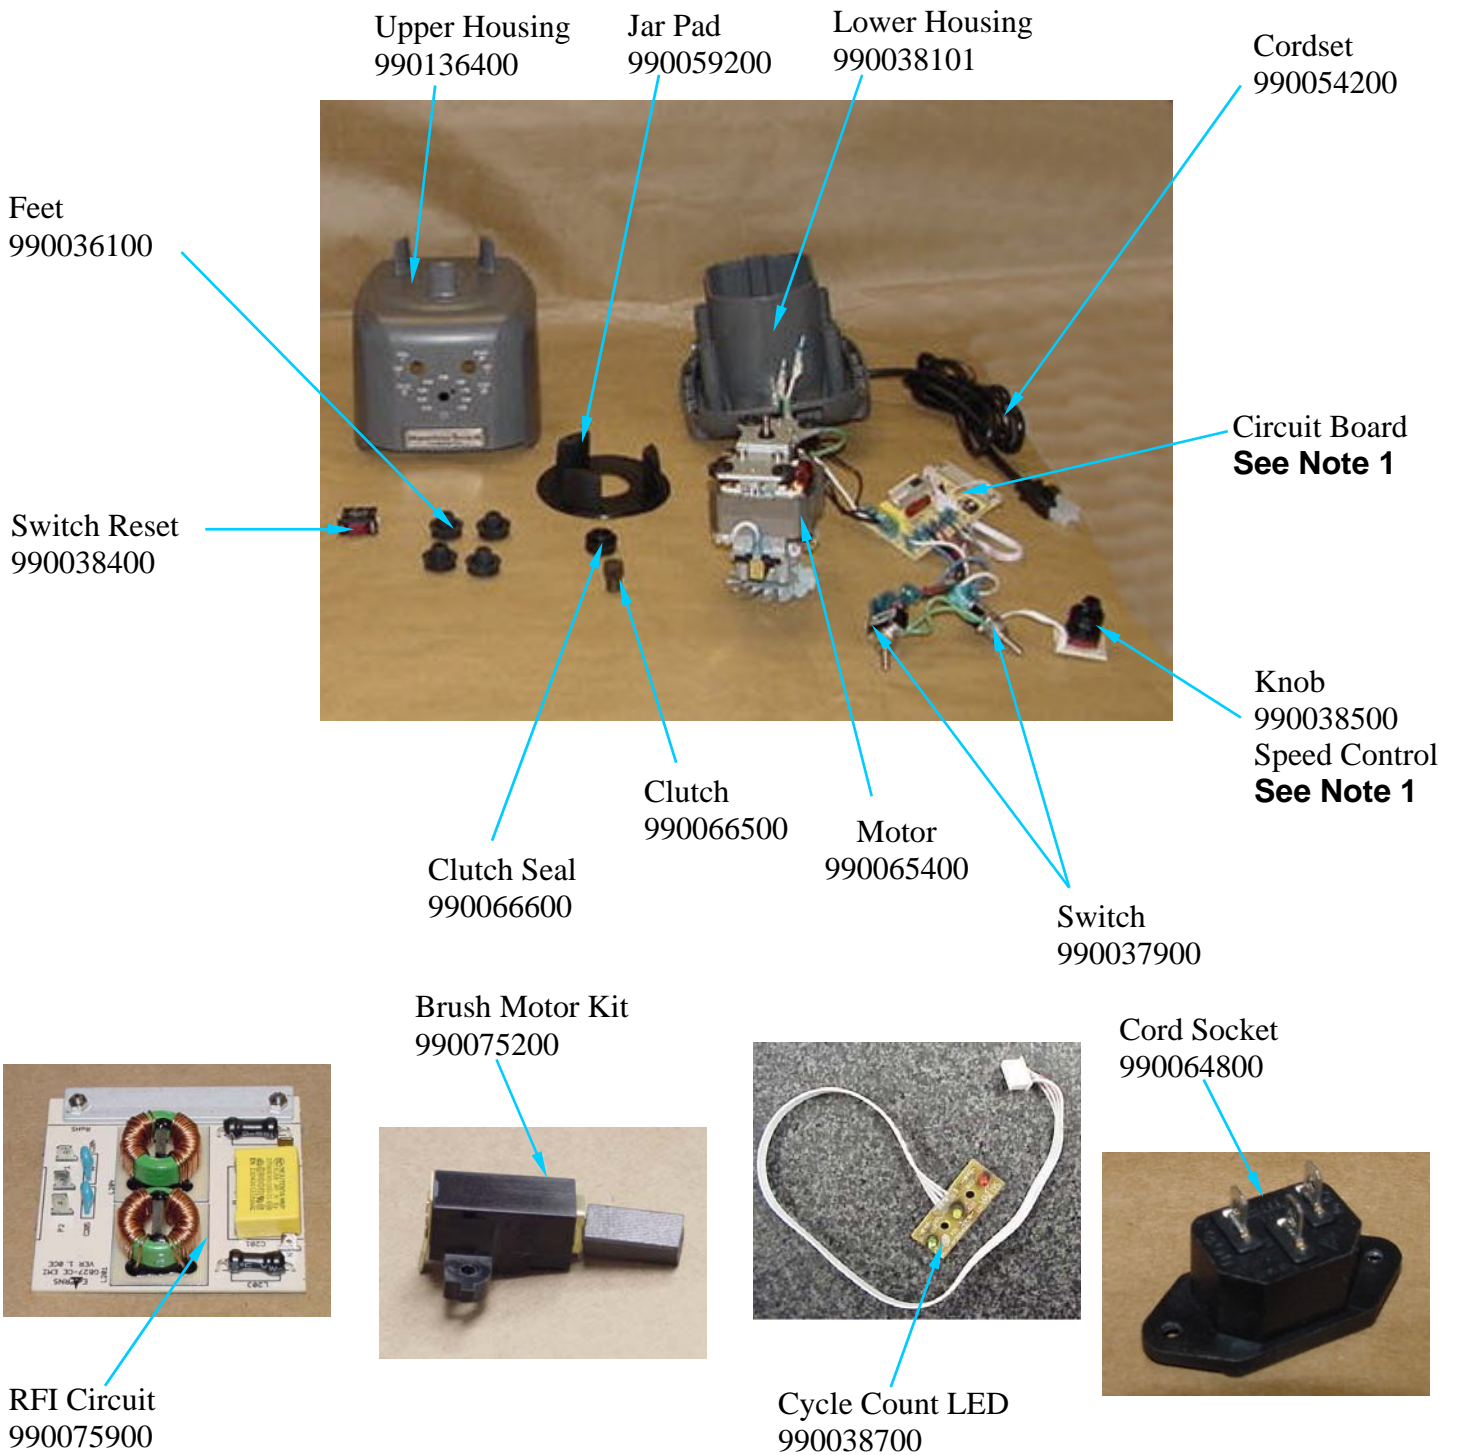 Upper Housing
990136400
Jar Pad
990059200
Lower Housing
990038101
Cordset
990054200
Feet
990036100
Circuit Board
See Note 1
Switch Reset
990038400
Knob
990038500
Speed Control
See Note 1
Clutch
990066500
Motor
990065400
Clutch Seal
990066600
Switch
990037900
Brush Motor Kit
990075200
Cord Socket
990064800
RFI Circuit
990075900
Cycle Count LED
990038700